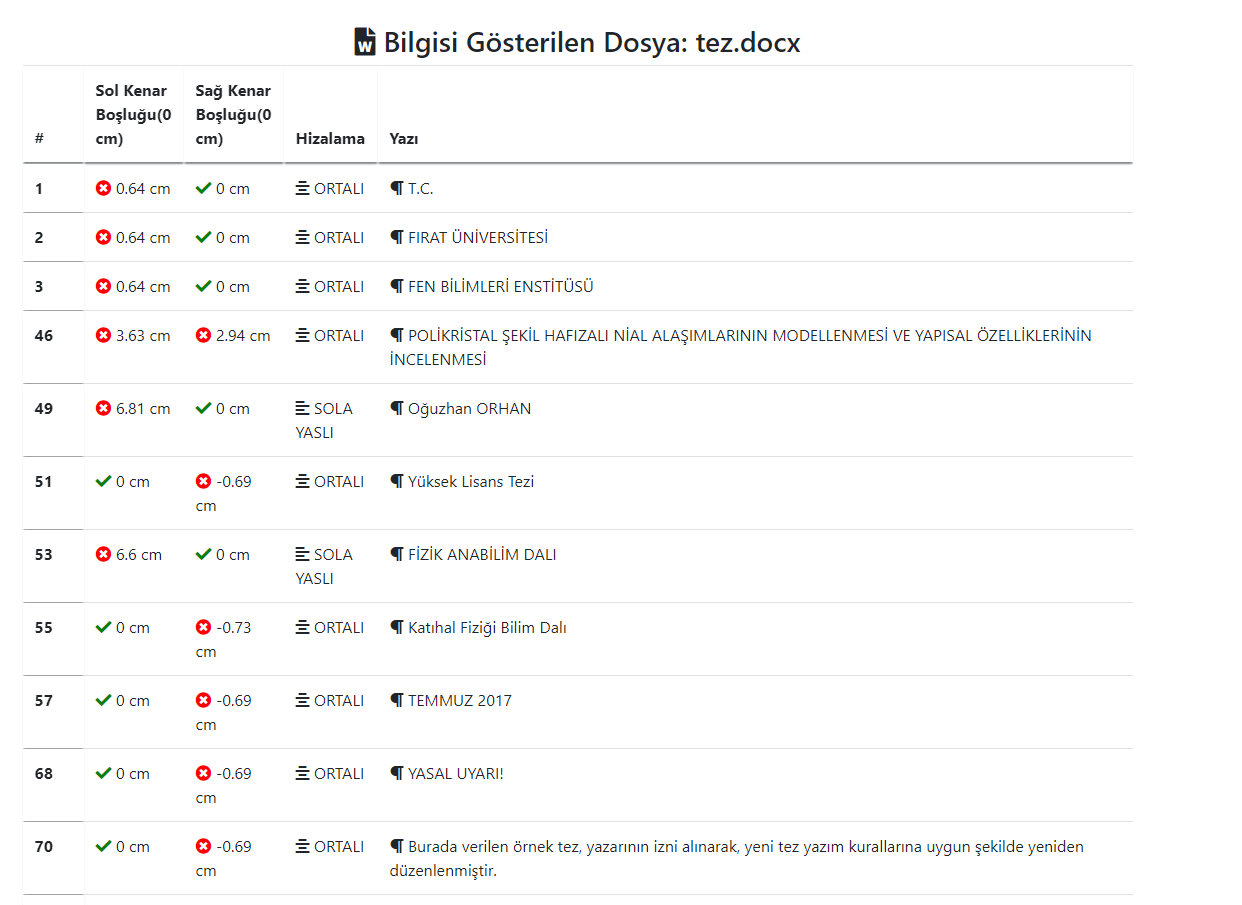 Bilgisi Gösterilen Dosya: tez.docx
# Sol Kenar Boşluğu(0 cm) Sağ Kenar Boşluğu(0 cm) Hizalama Yazı
1 0.64 cm 0 cm ORTALI ¶ T.C.
2 0.64 cm 0 cm ORTALI ¶ FIRAT ÜNİVERSİTESİ
3 0.64 cm 0 cm ORTALI ¶ FEN BİLİMLERİ ENSTİTÜSÜ
46 3.63 cm 2.94 cm ORTALI ¶ POLİKRİSTAL ŞEKİL HAFIZALI NİAL ALAŞIMLARININ MODELLENMESİ VE YAPISAL ÖZELLİKLERİNİN
İNCELENMESİ
49 6.81 cm 0 cm SOLA YASLI ¶ Oğuzhan ORHAN
51 0 cm -0.69 cm ORTALI ¶ Yüksek Lisans Tezi
53 6.6 cm 0 cm SOLA YASLI ¶ FİZİK ANABİLİM DALI
55 0 cm -0.73 cm ORTALI ¶ Katıhal Fiziği Bilim Dalı
57 0 cm -0.69 cm ORTALI ¶ TEMMUZ 2017
68 0 cm -0.69 cm ORTALI ¶ YASAL UYARI!
70 0 cm -0.69 cm ORTALI ¶ Burada verilen örnek tez, yazarının izni alınarak, yeni tez yazım kurallarına uygun şekilde yeniden
düzenlenmiştir.